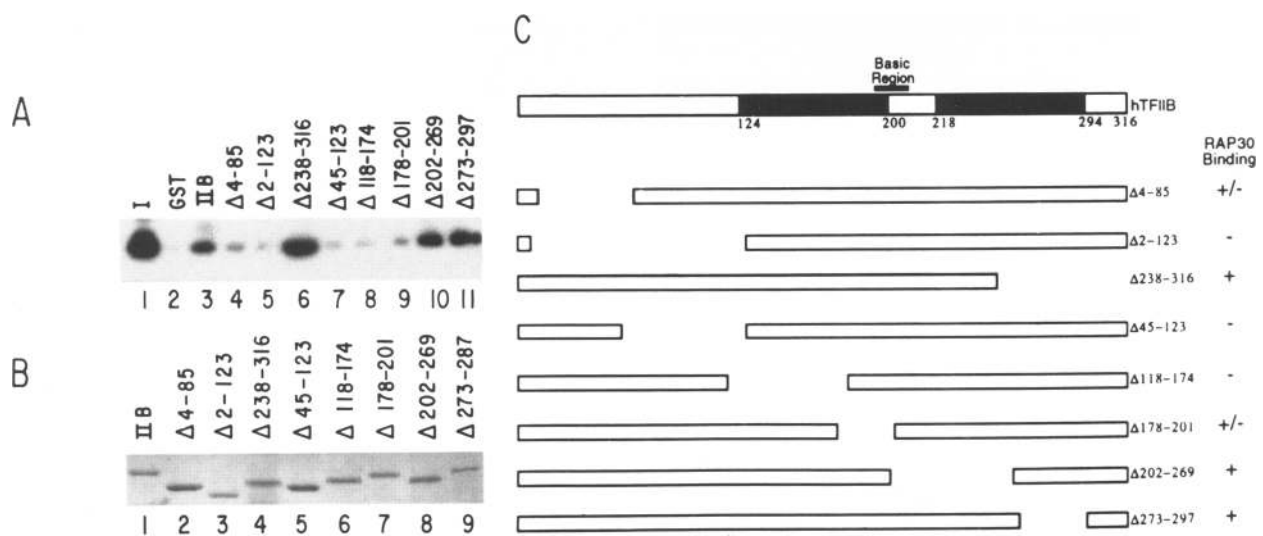 A
I
GST
IIB
Δ4-85
Δ2-123
Δ238-316
Δ45-123
Δ118-174
Δ178-201
Δ202-269
Δ273-297
1 2 3 4 5 6 7 8 9 10 11
B
IIB
Δ4-85
Δ2-123
Δ238-316
Δ45-123
Δ118-174
Δ178-201
Δ202-269
Δ273-287
1 2 3 4 5 6 7 8 9
C
Basic
Region
hTFIIB
124 200 218 294 316
RAP30
Binding
Δ4-85 +/-
Δ2-123 -
Δ238-316 +
Δ45-123 -
Δ118-174 -
Δ178-201 +/-
Δ202-269 +
Δ273-297 +